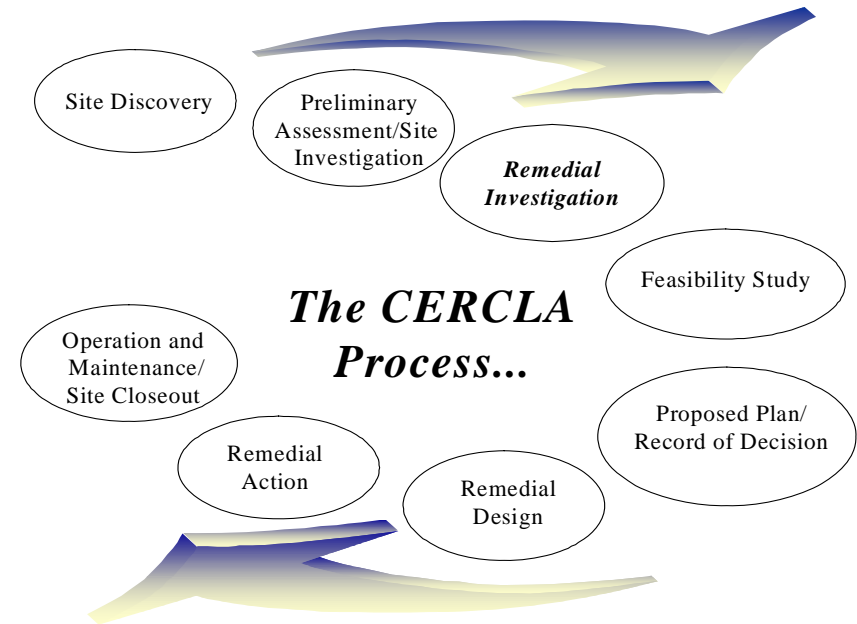 Site Discovery
Preliminary
Assessment/Site
Investigation
Remedial
Investigation
Feasibility Study
The CERCLA
Process...
Proposed Plan/
Record of Decision
Remedial
Design
Remedial
Action
Operation and
Maintenance/
Site Closeout